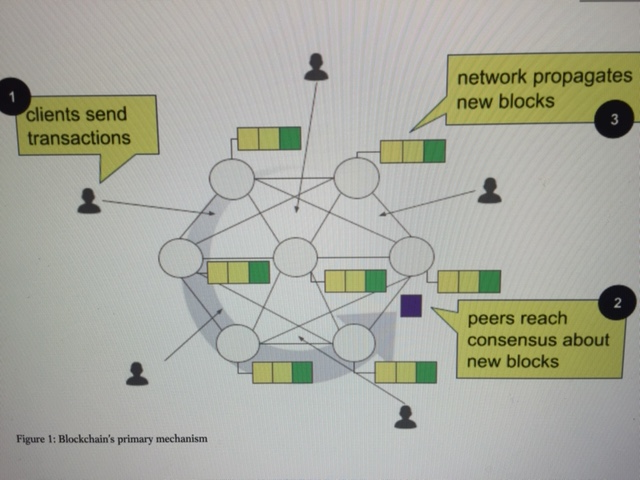 1
clients send
transactions
network propagates
new blocks
3
2
peers reach
consensus about
new blocks
Figure 1: Blockchain's primary mechanism